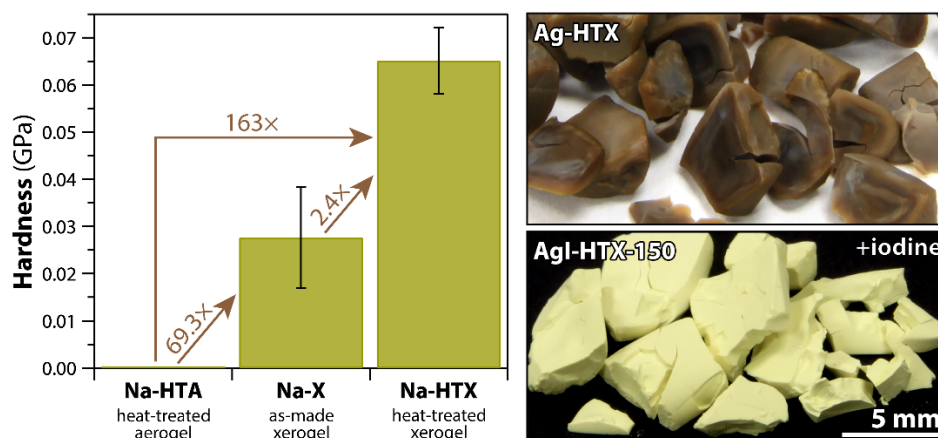 Hardness (GPa)
0.07
0.06
0.05
0.04
0.03
0.02
0.01
0.00
163×
2.4×
69.3×
Na-HTA
heat-treated
aerogel
Na-X
as-made
xerogel
Na-HTX
heat-treated
xerogel
Ag-HTX
AgI-HTX-150
+iodine
5 mm